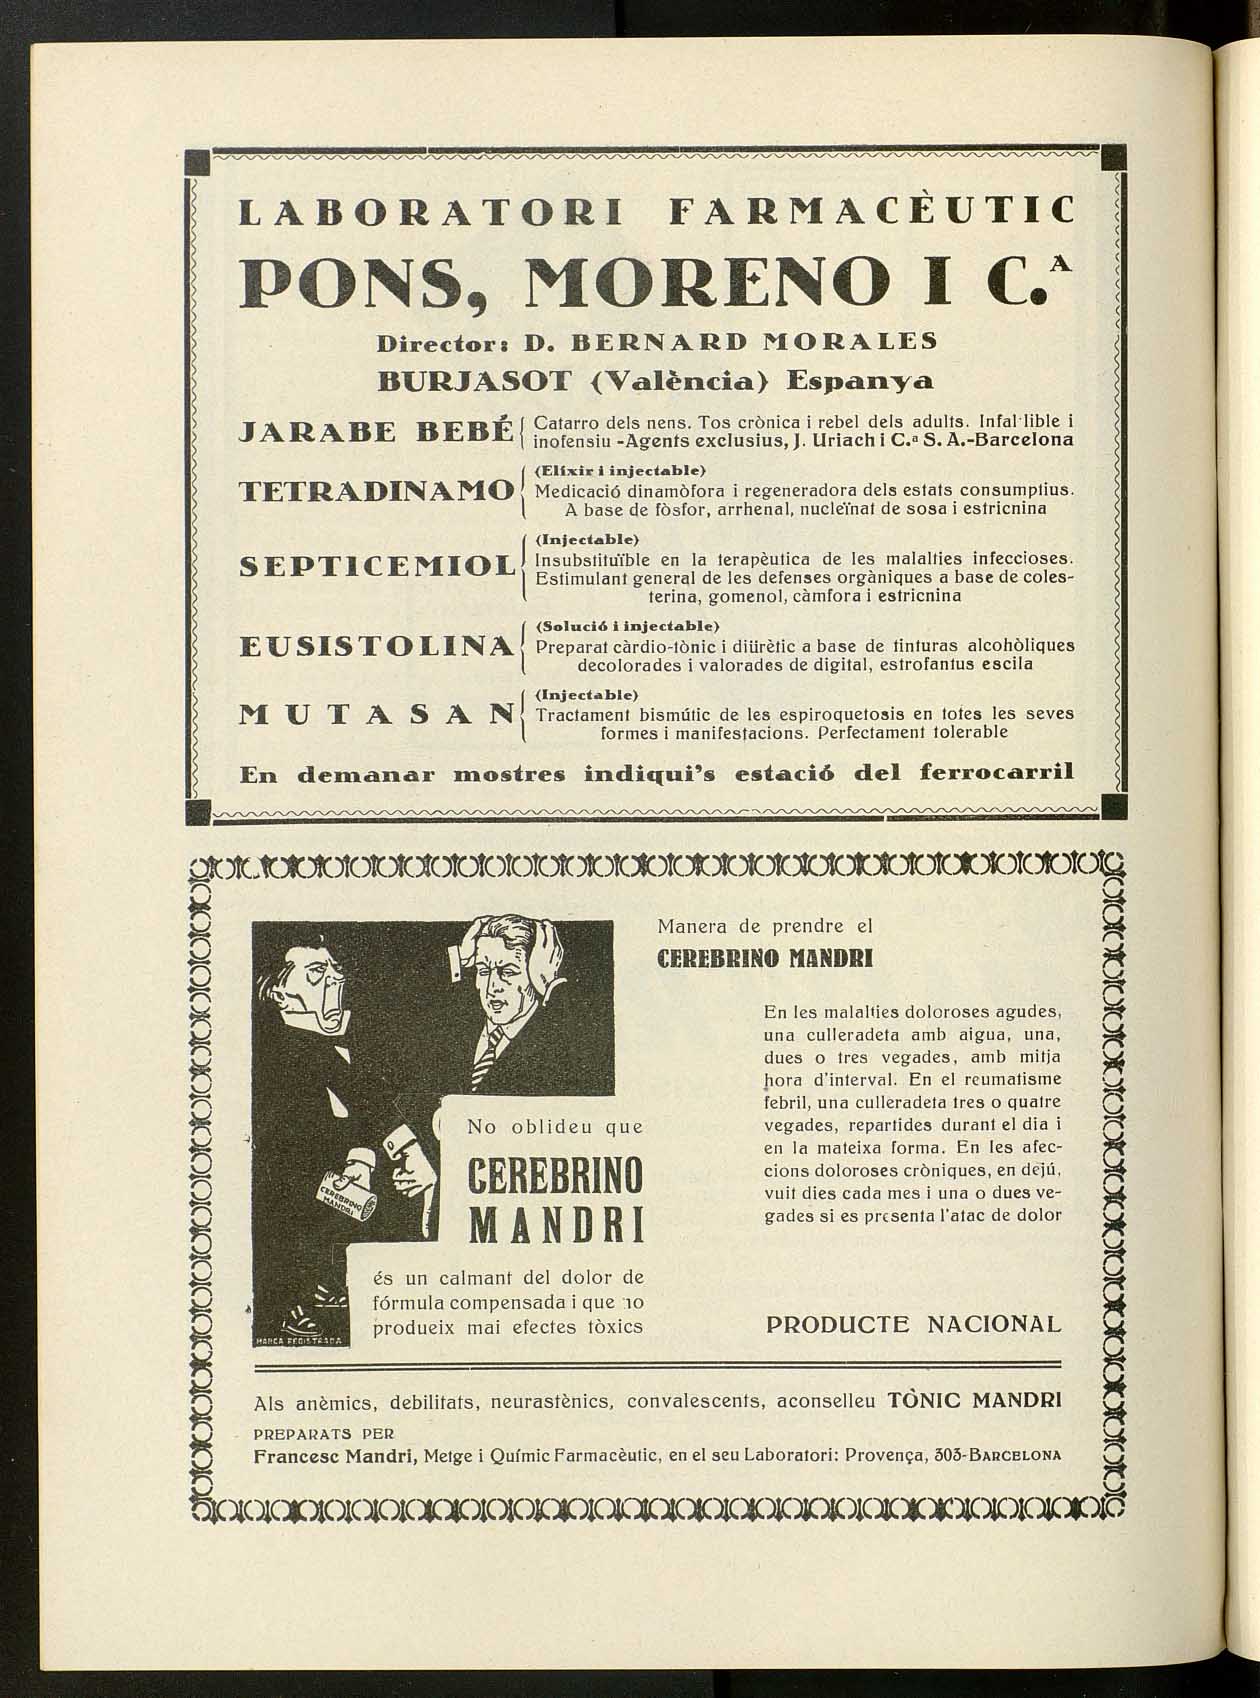 LABORATORI FARMACÈUTIC
PONS, MORENO I C.ᴬ
Director: D. BERNARD MORALES
BURJASOT (València) Espanya
JARABE BEBÉ
Catarro dels nens. Tos crònica i rebel dels adults. Infal·lible i
inofensiu -Agents exclusius, J. Uriach i C.ª S. A.-Barcelona
TETRADINAMO
(Elíxir i injectable)
Medicació dinamòfora i regeneradora dels estats consumptius.
A base de fòsfor, arrhenal, nucleïnat de sosa i estricnina
SEPTICEMIOL
(Injectable)
Insubstituïble en la terapèutica de les malalties infeccioses.
Estimulant general de les defenses orgàniques a base de coles-
terina, gomenol, càmfora i estricnina
EUSISTOLINA
(Solució i injectable)
Preparat càrdio-tònic i diürètic a base de tinturas alcohòliques
decolorades i valorades de digital, estrofantus escila
MUTASAN
(Injectable)
Tractament bismútic de les espiroquetosis en totes les seves
formes i manifestacions. Perfectament tolerable
En demanar mostres indiqui's estació del ferrocarril
CEREBRINO
MANDRI
MARCA REGISTRADA
No oblideu que
CEREBRINO
MANDRI
és un calmant del dolor de
fórmula compensada i que no
produeix mai efectes tòxics
Manera de prendre el
CEREBRINO MANDRI
En les malalties doloroses agudes,
una culleradeta amb aigua, una,
dues o tres vegades, amb mitja
hora d'interval. En el reumatisme
febril, una culleradeta tres o quatre
vegades, repartides durant el dia i
en la mateixa forma. En les afec-
cions doloroses cròniques, en dejú,
vuit dies cada mes i una o dues ve-
gades si es presenta l'atac de dolor
PRODUCTE NACIONAL
Als anèmics, debilitats, neurastènics, convalescents, aconselleu TÒNIC MANDRI
PREPARATS PER
Francesc Mandri, Metge i Químic Farmacèutic, en el seu Laboratori: Provença, 303-BARCELONA